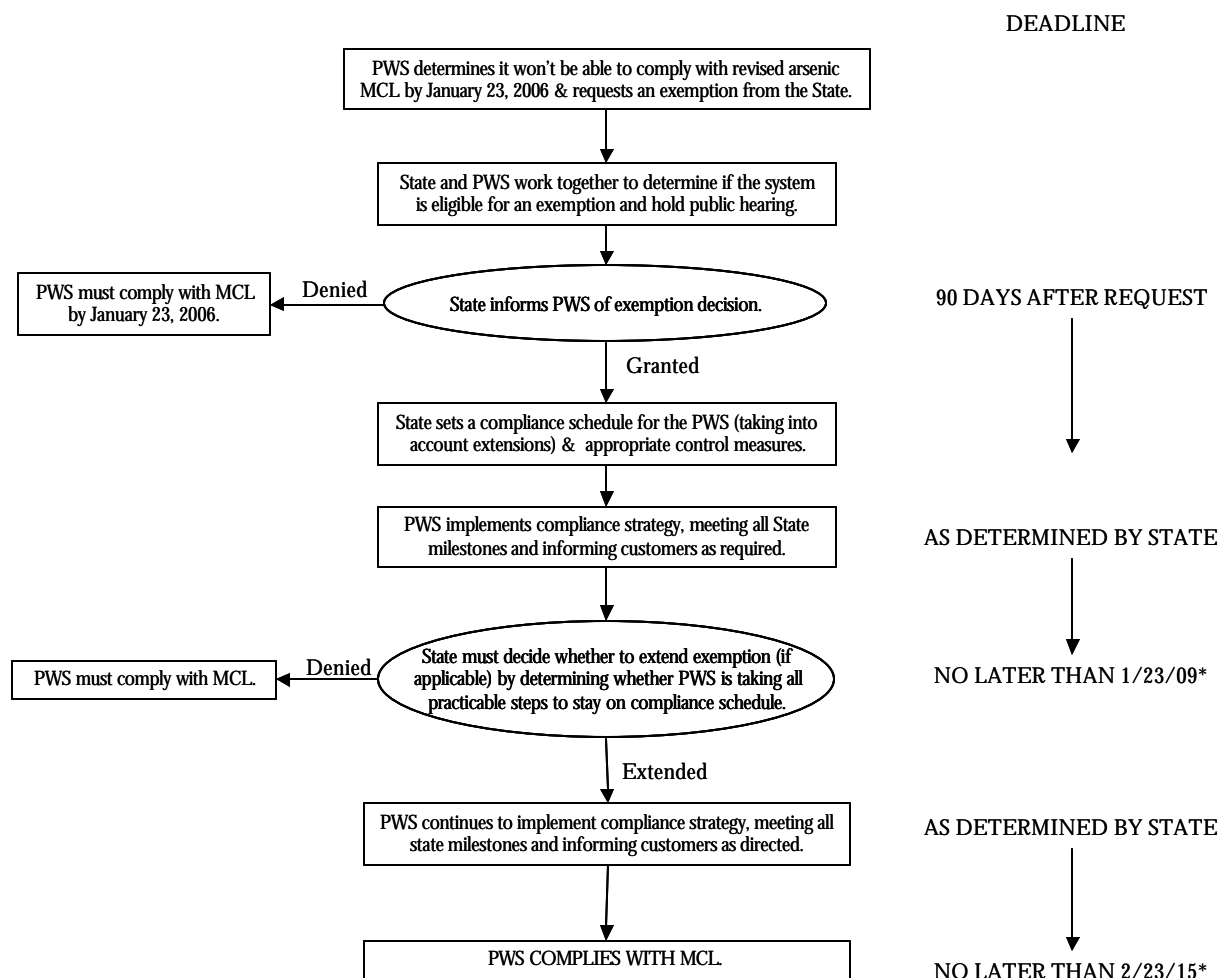 DEADLINE
PWS determines it won't be able to comply with revised arsenic
MCL by January 23, 2006 & requests an exemption from the State.
State and PWS work together to determine if the system
is eligible for an exemption and hold public hearing.
PWS must comply with MCL
by January 23, 2006.
Denied
State informs PWS of exemption decision.
90 DAYS AFTER REQUEST
Granted
State sets a compliance schedule for the PWS (taking into
account extensions) & appropriate control measures.
PWS implements compliance strategy, meeting all State
milestones and informing customers as required.
AS DETERMINED BY STATE
PWS must comply with MCL.
Denied
State must decide whether to extend exemption (if
applicable) by determining whether PWS is taking all
practicable steps to stay on compliance schedule.
NO LATER THAN 1/23/09*
Extended
PWS continues to implement compliance strategy, meeting all
state milestones and informing customers as directed.
AS DETERMINED BY STATE
PWS COMPLIES WITH MCL.
NO LATER THAN 2/23/15*